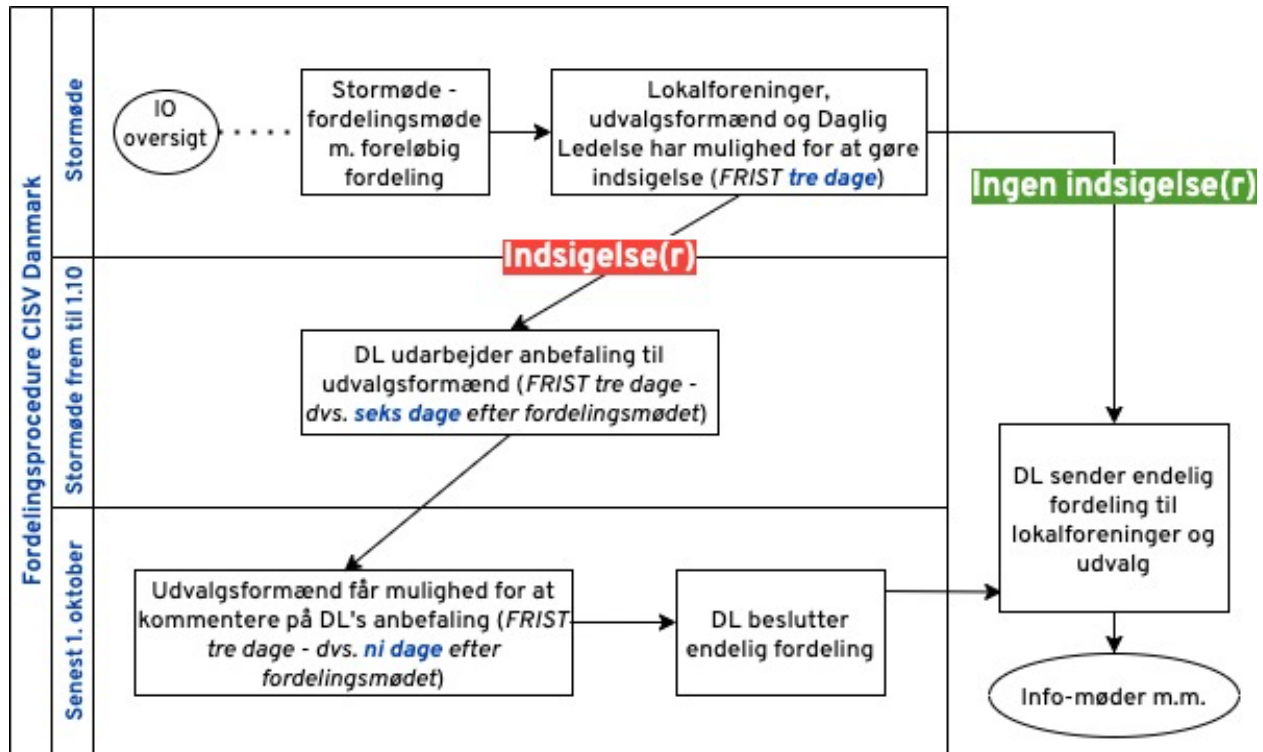 Fordelingsprocedure CISV Danmark
Stormøde
IO
oversigt
Stormøde -
fordelingsmøde
m. foreløbig
fordeling
Lokalforeninger,
udvalgsformænd og Daglig
Ledelse har mulighed for at gøre
indsigelse (FRIST tre dage)
Ingen indsigelse(r)
Indsigelse(r)
Stormøde frem til 1.10
DL udarbejder anbefaling til
udvalgsformænd (FRIST tre dage -
dvs. seks dage efter fordelingsmødet)
Senest 1. oktober
Udvalgsformænd får mulighed for at
kommentere på DL's anbefaling (FRIST
tre dage - dvs. ni dage efter
fordelingsmødet)
DL beslutter
endelig fordeling
DL sender endelig
fordeling til
lokalforeninger og
udvalg
Info-møder m.m.